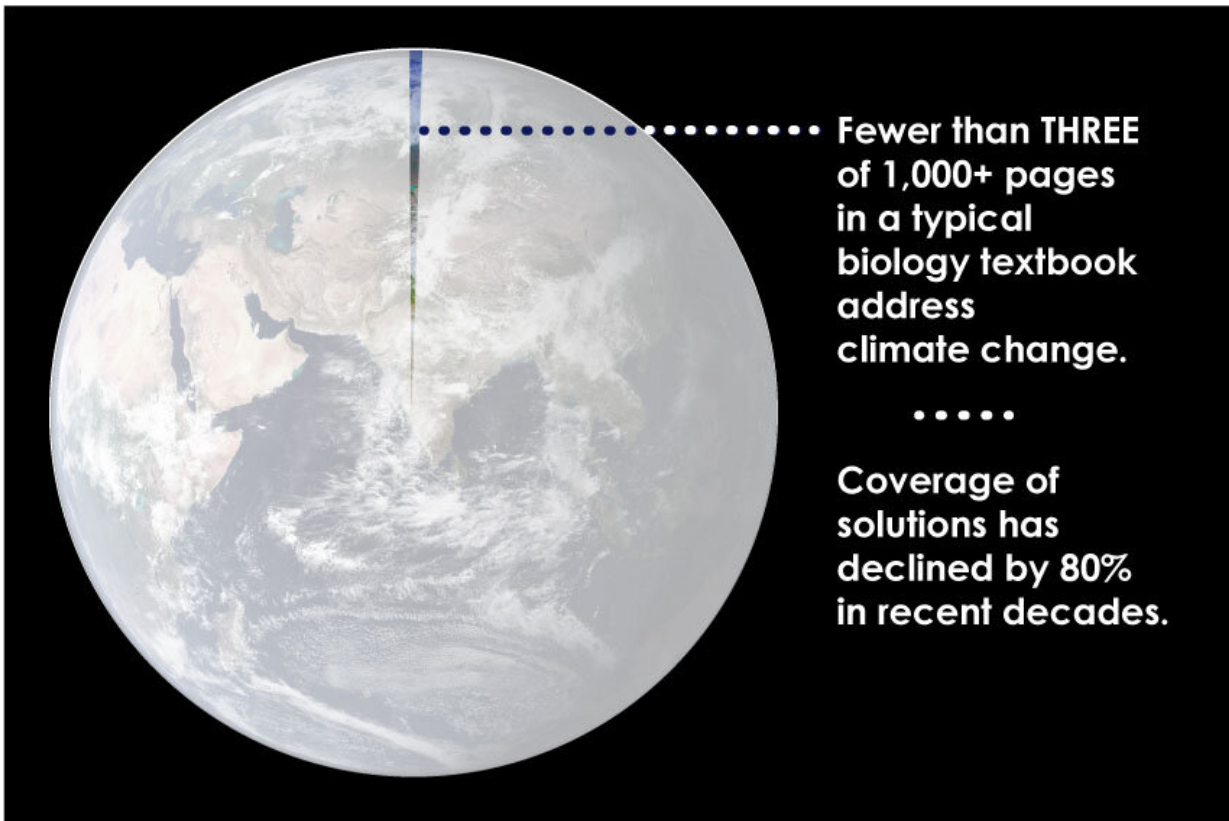 Fewer than THREE
of 1,000+ pages
in a typical
biology textbook
address
climate change.
Coverage of
solutions has
declined by 80%
in recent decades.